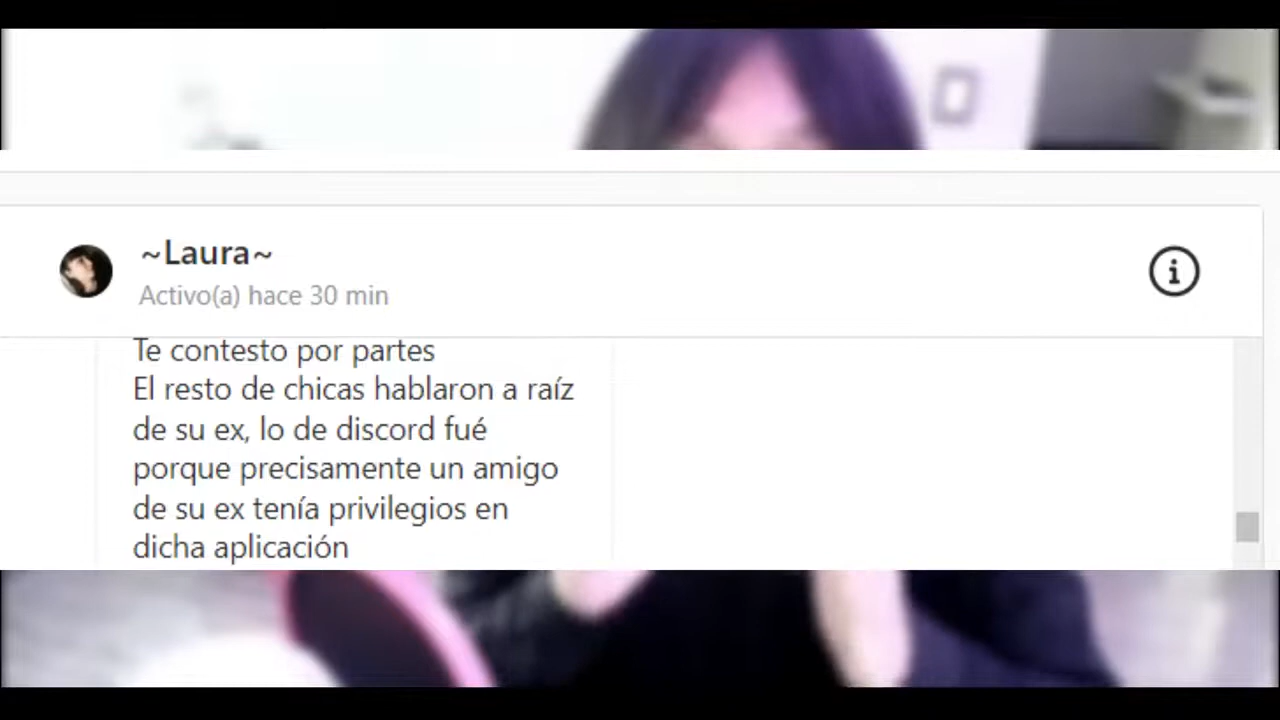 ~Laura~
Activo(a) hace 30 min
Te contesto por partes
El resto de chicas hablaron a raíz
de su ex, lo de discord fué
porque precisamente un amigo
de su ex tenía privilegios en
dicha aplicación